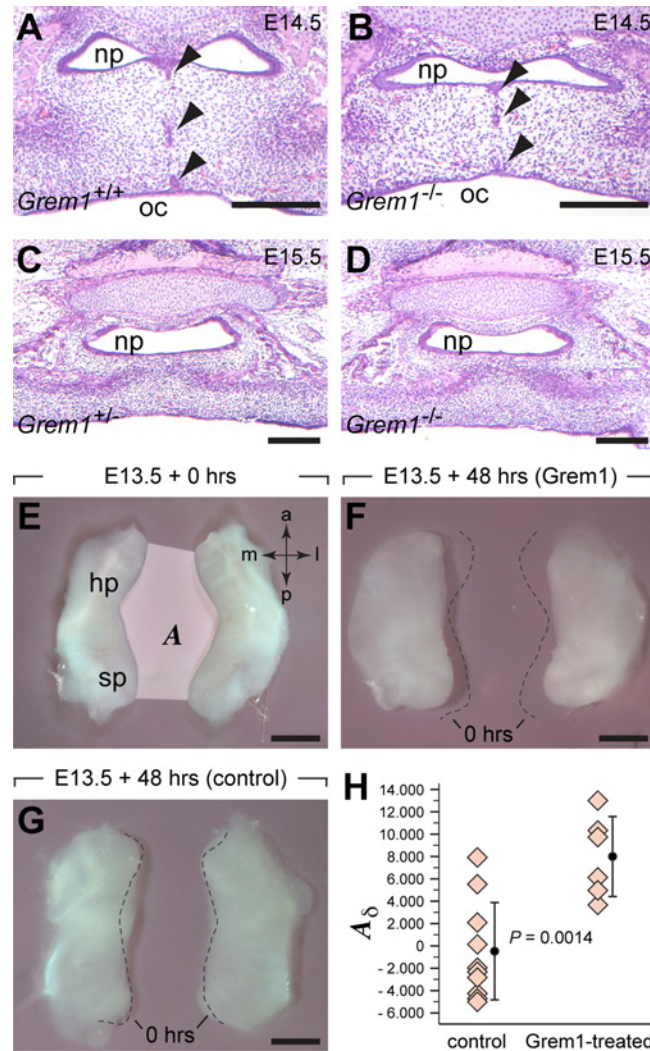 A E14.5
np
Grem1+/+
oc
B E14.5
np
Grem1-/-
oc
C E15.5
np
Grem1+/-
D E15.5
np
Grem1-/-
E13.5 + 0 hrs
E
a
m l
p
hp
A
sp
E13.5 + 48 hrs (Grem1)
F
0 hrs
E13.5 + 48 hrs (control)
G
0 hrs
H
14.000
12.000
10.000
8.000
6.000
4.000
2.000
0
- 2.000
- 4.000
- 6.000
Aδ
P = 0.0014
control Grem1-treated